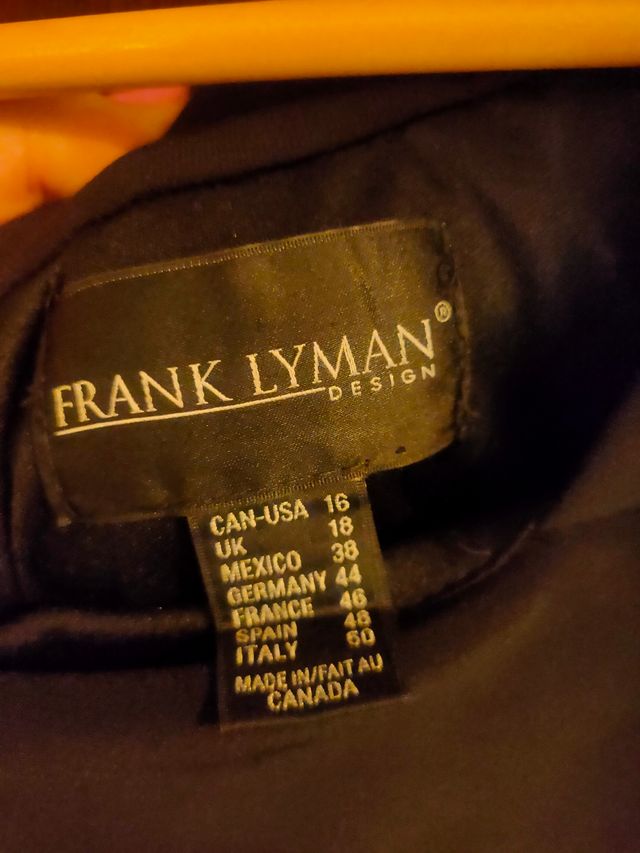 FRANK LYMAN®
DESIGN
CAN-USA 16
UK 18
MEXICO 38
GERMANY 44
FRANCE 46
SPAIN 48
ITALY 50
MADE IN/FAIT AU
CANADA